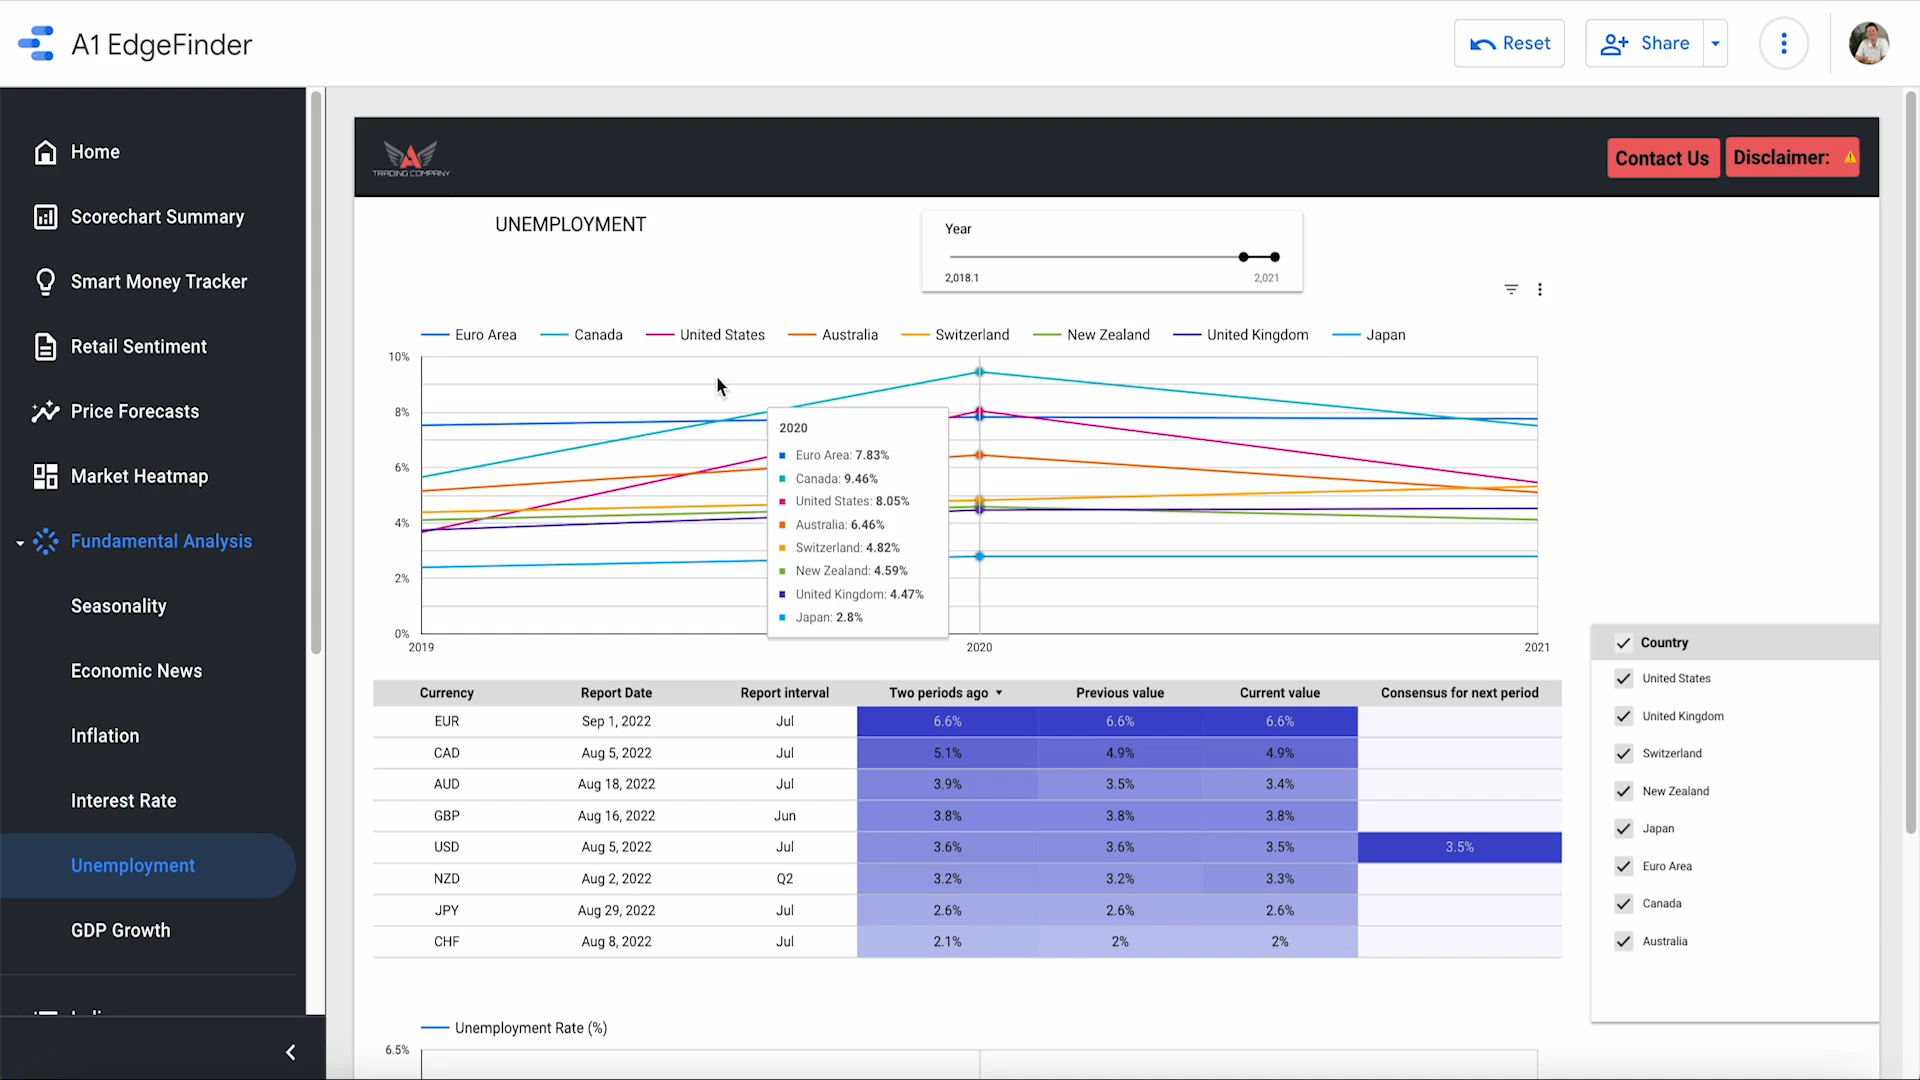 A1 EdgeFinder
Reset
Share
Home
Scorechart Summary
Smart Money Tracker
Retail Sentiment
Price Forecasts
Market Heatmap
Fundamental Analysis
Seasonality
Economic News
Inflation
Interest Rate
Unemployment
GDP Growth
A
TRADING COMPANY
Contact Us
Disclaimer:
UNEMPLOYMENT
Year
2,018.1 2,021
Euro Area Canada United States Australia Switzerland New Zealand United Kingdom Japan
10%
8%
6%
4%
2%
0%
2019 2020 2021
2020
Euro Area: 7.83%
Canada: 9.46%
United States: 8.05%
Australia: 6.46%
Switzerland: 4.82%
New Zealand: 4.59%
United Kingdom: 4.47%
Japan: 2.8%
Currency Report Date Report interval Two periods ago Previous value Current value Consensus for next period
EUR Sep 1, 2022 Jul 6.6% 6.6% 6.6%
CAD Aug 5, 2022 Jul 5.1% 4.9% 4.9%
AUD Aug 18, 2022 Jul 3.9% 3.5% 3.4%
GBP Aug 16, 2022 Jun 3.8% 3.8% 3.8%
USD Aug 5, 2022 Jul 3.6% 3.6% 3.5% 3.5%
NZD Aug 2, 2022 Q2 3.2% 3.2% 3.3%
JPY Aug 29, 2022 Jul 2.6% 2.6% 2.6%
CHF Aug 8, 2022 Jul 2.1% 2% 2%
Country
United States
United Kingdom
Switzerland
New Zealand
Japan
Euro Area
Canada
Australia
Unemployment Rate (%)
6.5%